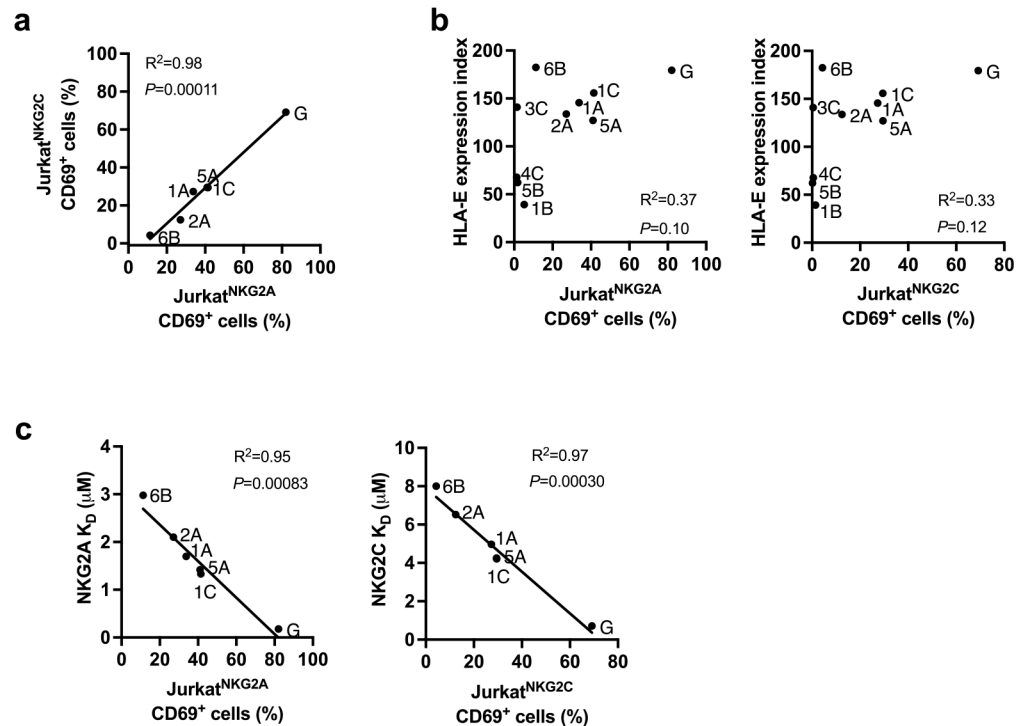 a
R²=0.98
P=0.00011
Jurkat^NKG2C
CD69⁺ cells (%)
100
80
60
40
20
0
G
5A
1A
1C
2A
6B
0 20 40 60 80 100
Jurkat^NKG2A
CD69⁺ cells (%)
b
HLA-E expression index
200
150
100
50
0
6B
G
1C
3C
1A
2A
5A
4C
5B
1B
R²=0.37
P=0.10
0 20 40 60 80 100
Jurkat^NKG2A
CD69⁺ cells (%)
HLA-E expression index
200
150
100
50
0
6B
G
1C
3C
1A
2A
5A
4C
5B
1B
R²=0.33
P=0.12
0 20 40 60 80
Jurkat^NKG2C
CD69⁺ cells (%)
c
NKG2A K_D (μM)
4
3
2
1
0
R²=0.95
P=0.00083
6B
2A
1A
5A
1C
G
0 20 40 60 80 100
Jurkat^NKG2A
CD69⁺ cells (%)
NKG2C K_D (μM)
10
8
6
4
2
0
R²=0.97
P=0.00030
6B
2A
1A
5A
1C
G
0 20 40 60 80
Jurkat^NKG2C
CD69⁺ cells (%)